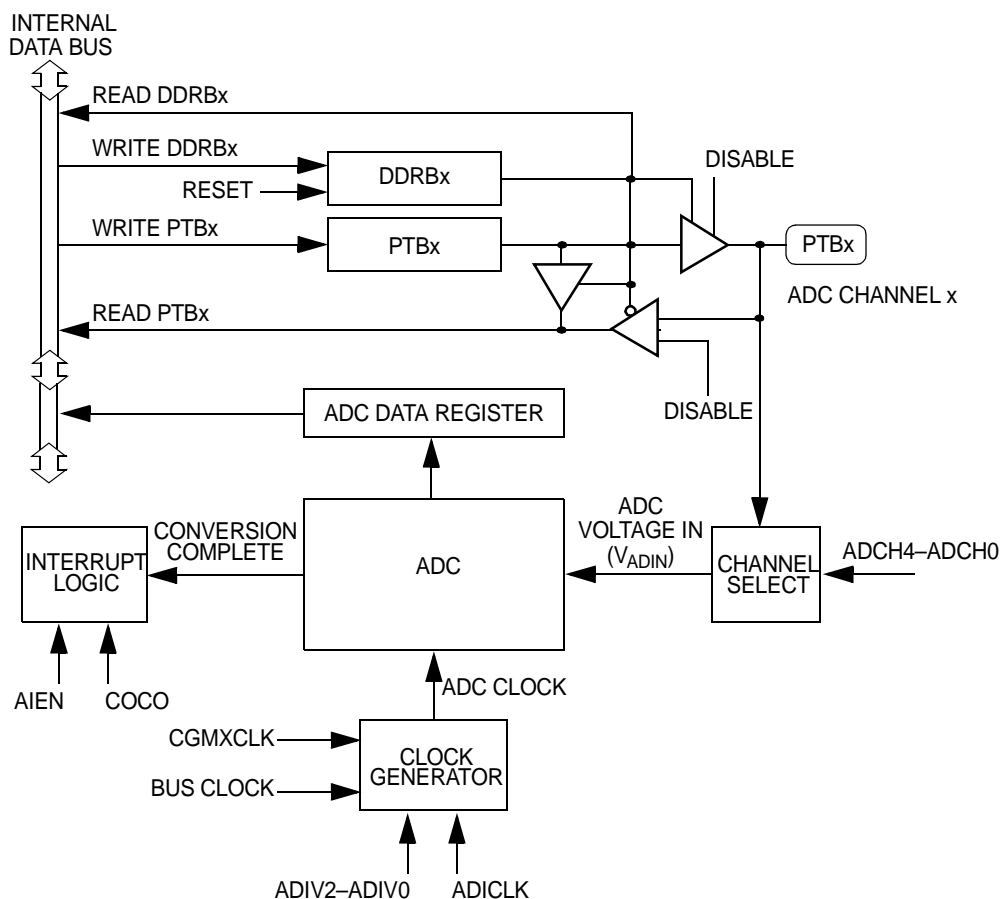 INTERNAL
DATA BUS
READ DDRBx
WRITE DDRBx
DISABLE
DDRBx
RESET
WRITE PTBx
PTBx
PTBx
ADC CHANNEL x
READ PTBx
DISABLE
ADC DATA REGISTER
INTERRUPT
LOGIC
CONVERSION
COMPLETE
ADC
ADC
VOLTAGE IN
(VADIN)
CHANNEL
SELECT
ADCH4–ADCH0
AIEN
COCO
ADC CLOCK
CGMXCLK
BUS CLOCK
CLOCK
GENERATOR
ADIV2–ADIV0
ADICLK